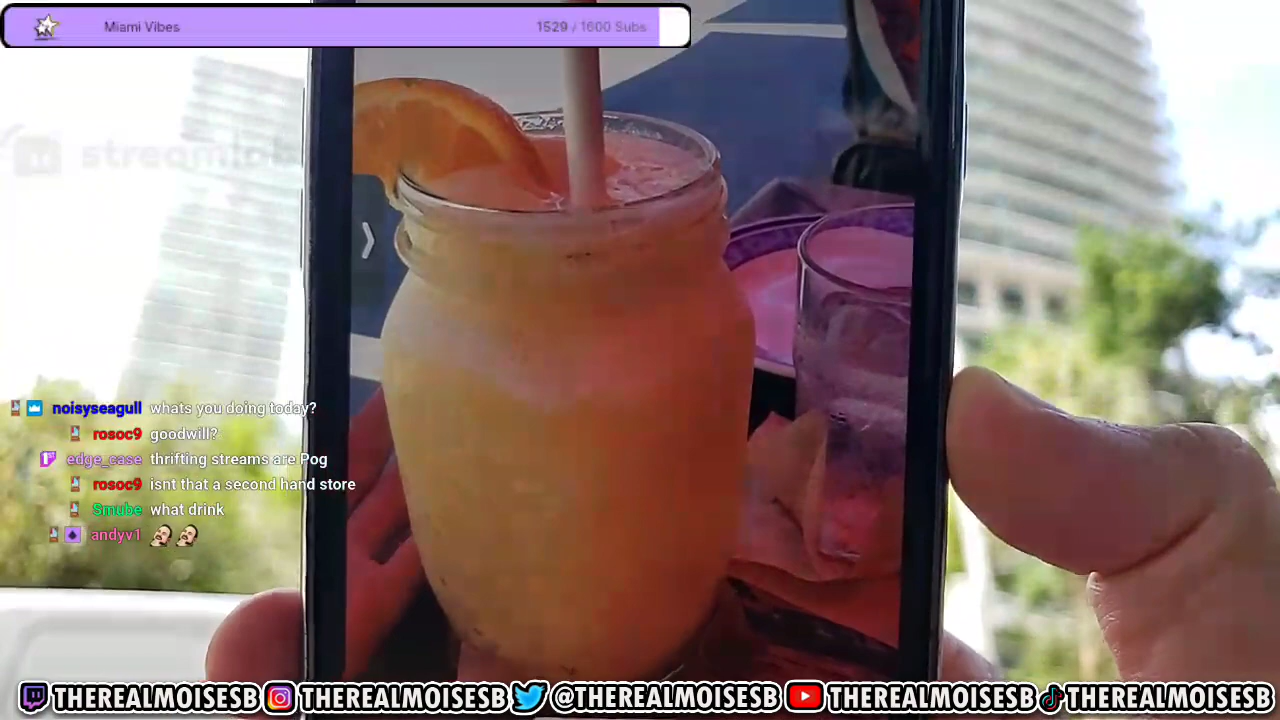 Miami Vibes 1529 / 1600 Subs
streamlab
noisyseagull whats you doing today?
rosoc9 goodwill?
edge_case thrifting streams are Pog
rosoc9 isnt that a second hand store
Smube what drink
andyv1
THEREALMOISESB THEREALMOISESB @THEREALMOISESB THEREALMOISESB THEREALMOISESB